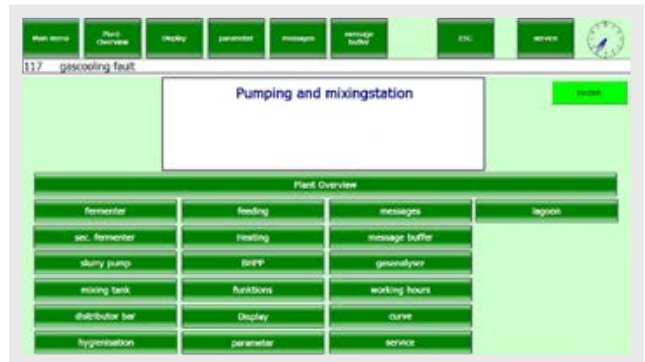 Main menu Plant Overview Display parameter messages message buffer ESC service
117 gascooling fault
Pumping and mixingstation
Plant Overview
fermenter feeding messages lagoon
sec. fermenter Heating message buffer
slurry pump BHPP gasanalyser
mixing tank funktions working hours
distributor bar Display curve
hygienisation parameter service